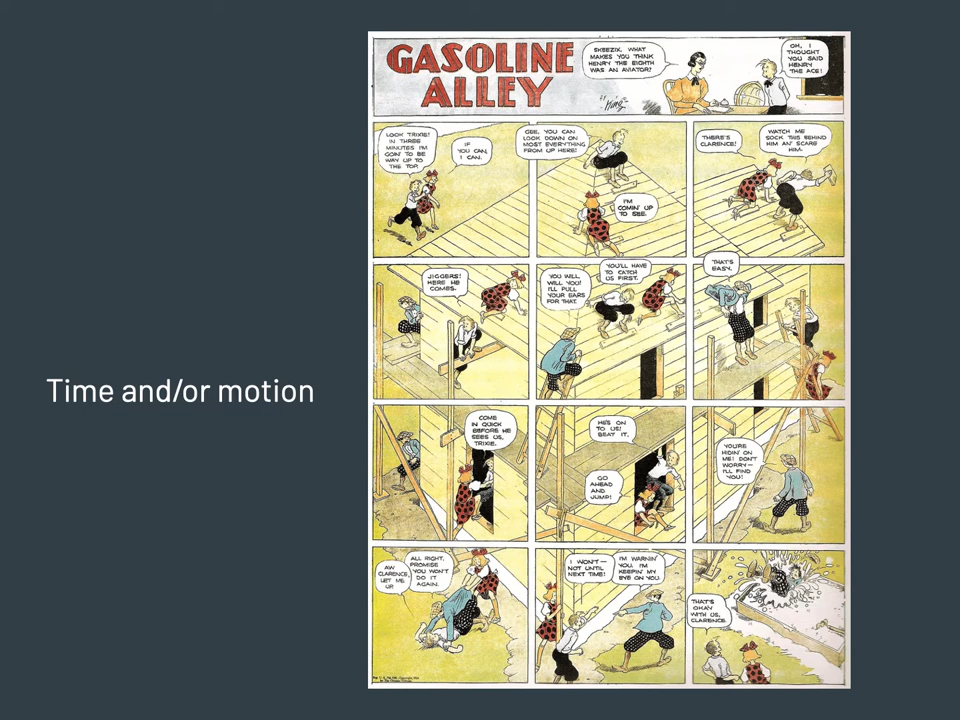 Time and/or motion
GASOLINE
ALLEY
SKEEZIX, WHAT
MAKES YOU THINK
HENRY THE EIGHTH
WAS AN AVIATOR?
OH, I
THOUGHT
YOU SAID
HENRY
THE ACE!
King
LOOK TRIXIE!
IN THREE
MINUTES I'M
GOIN' TO BE
WAY UP TO
THE TOP.
IF
YOU CAN,
I CAN.
GEE, YOU CAN
LOOK DOWN ON
MOST EVERYTHING
FROM UP HERE!
I'M
COMIN' UP
TO SEE.
THERE'S
CLARENCE!
WATCH ME
SOCK THIS BEHIND
HIM AN' SCARE
HIM.
JIGGERS!
HERE HE
COMES.
YOU WILL,
WILL YOU?
I'LL PULL
YOUR EARS
FOR THAT.
YOU'LL HAVE
TO CATCH
US FIRST.
THAT'S
EASY.
COME
IN QUICK
BEFORE HE
SEES US,
TRIXIE.
HE'S ON
TO US!
BEAT IT.
GO
AHEAD
AND
JUMP!
YOU'RE
HIDIN' ON
ME! DON'T
WORRY—
I'LL FIND
YOU!
AW
CLARENCE,
LET ME
UP.
ALL RIGHT,
PROMISE
YOU WON'T
DO IT
AGAIN.
I WON'T—
NOT UNTIL
NEXT TIME!
I'M WARNIN'
YOU. I'M
KEEPIN' MY
EYE ON YOU.
THAT'S
OKAY
WITH US,
CLARENCE.